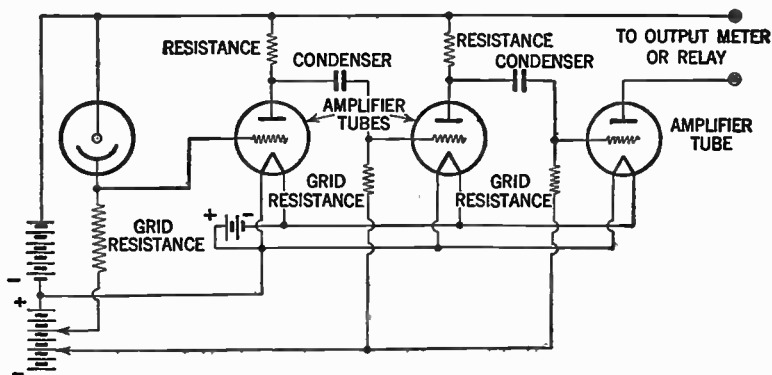 RESISTANCE
CONDENSER
RESISTANCE
CONDENSER
TO OUTPUT METER
OR RELAY
AMPLIFIER
TUBES
AMPLIFIER
TUBE
GRID
RESISTANCE
GRID
RESISTANCE
GRID
RESISTANCE
+
-
-
+
-